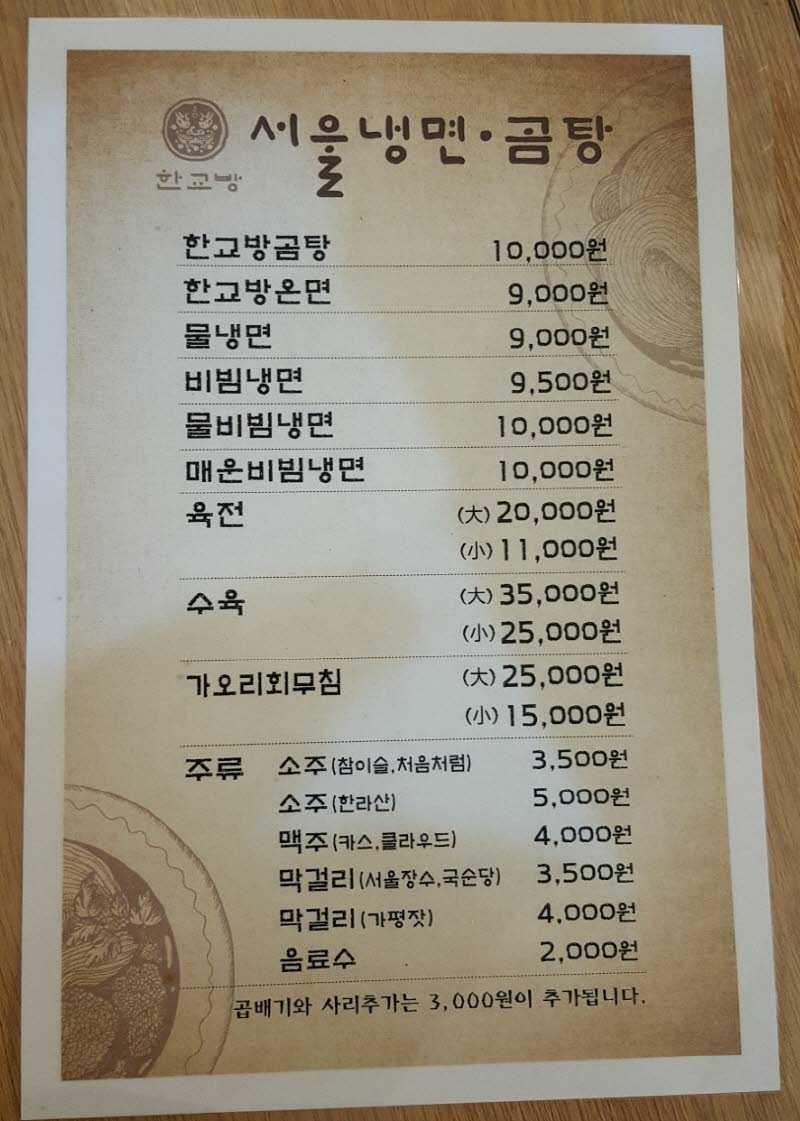 서울냉면·곰탕
한교방
한교방곰탕 10,000원
한교방온면 9,000원
물냉면 9,000원
비빔냉면 9,500원
물비빔냉면 10,000원
매운비빔냉면 10,000원
육전 (大) 20,000원
(小) 11,000원
수육 (大) 35,000원
(小) 25,000원
가오리회무침 (大) 25,000원
(小) 15,000원
주류 소주(참이슬,처음처럼) 3,500원
소주(한라산) 5,000원
맥주(카스,클라우드) 4,000원
막걸리(서울장수,국순당) 3,500원
막걸리(가평잣) 4,000원
음료수 2,000원
곱배기와 사리추가는 3,000원이 추가됩니다.